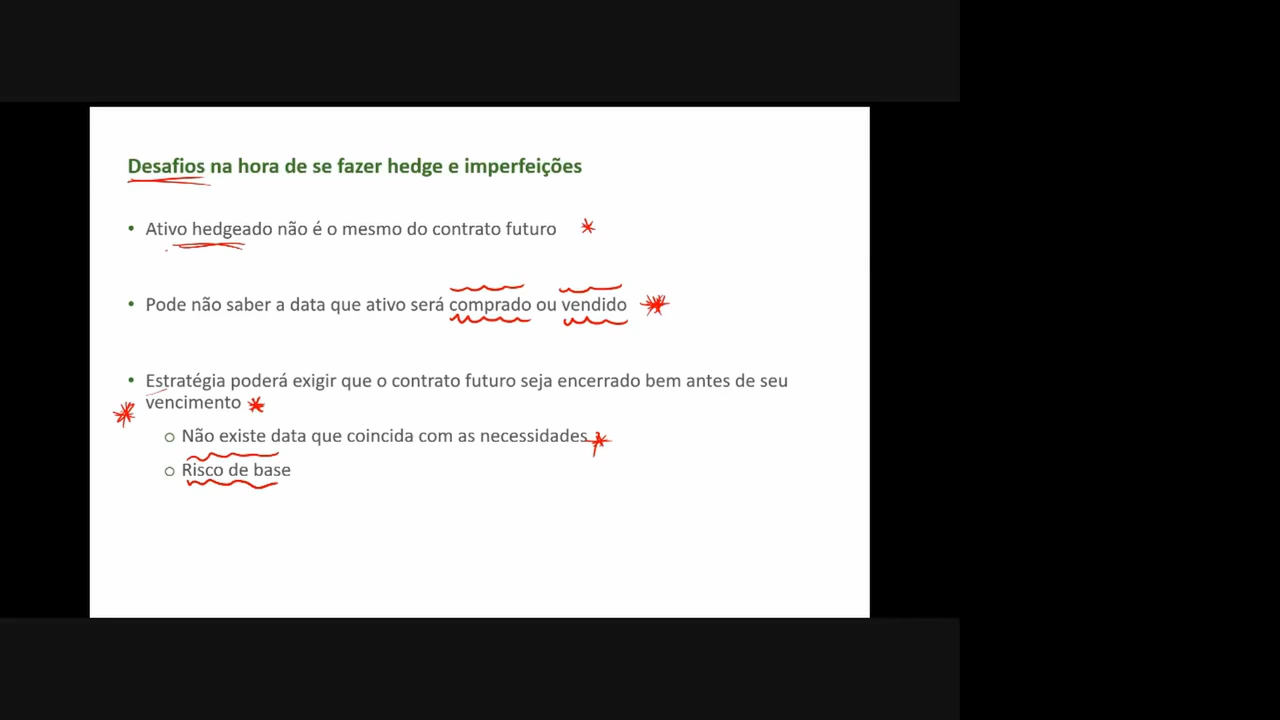 Desafios na hora de se fazer hedge e imperfeições
• Ativo hedgeado não é o mesmo do contrato futuro
• Pode não saber a data que ativo será comprado ou vendido
• Estratégia poderá exigir que o contrato futuro seja encerrado bem antes de seu
vencimento
o Não existe data que coincida com as necessidades
o Risco de base